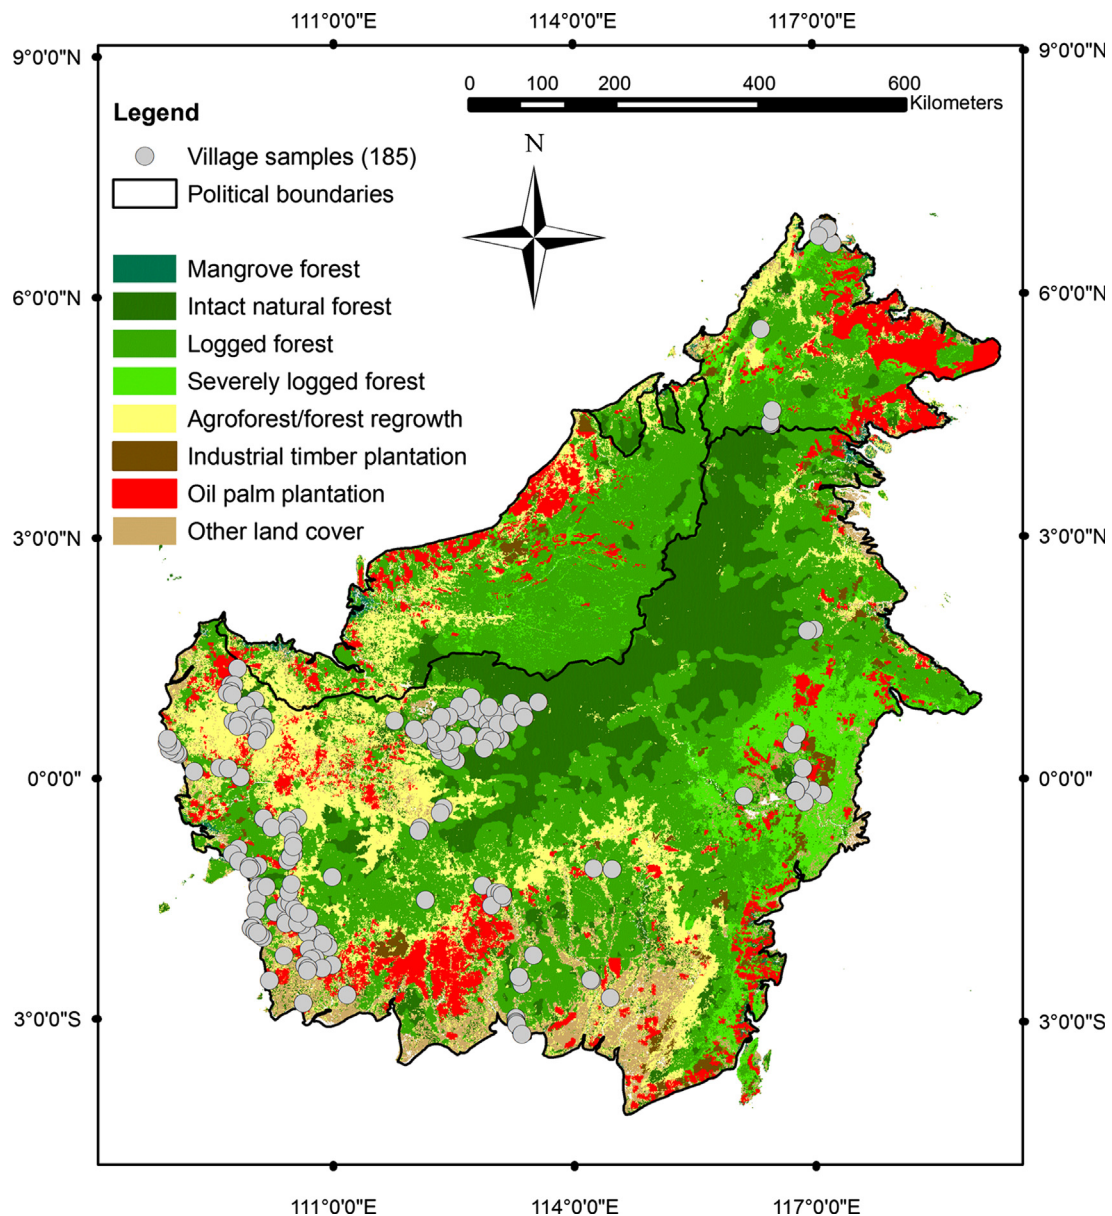 111°0'0"E 114°0'0"E 117°0'0"E
9°0'0"N 9°0'0"N
0 100 200 400 600
Kilometers
Legend
N
Village samples (185)
Political boundaries
Mangrove forest
Intact natural forest
6°0'0"N 6°0'0"N
Logged forest
Severely logged forest
Agroforest/forest regrowth
Industrial timber plantation
Oil palm plantation
Other land cover
3°0'0"N 3°0'0"N
0°0'0" 0°0'0"
3°0'0"S 3°0'0"S
111°0'0"E 114°0'0"E 117°0'0"E